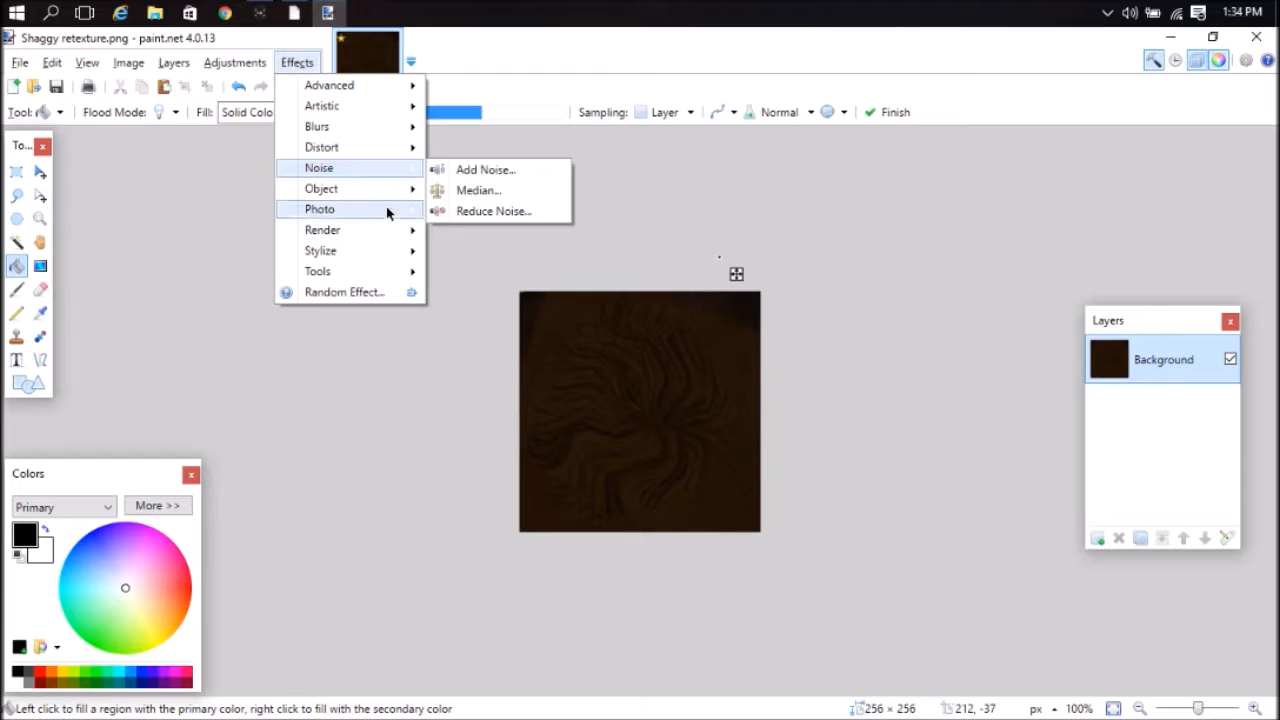 1:34 PM
Shaggy retexture.png - paint.net 4.0.13
File Edit View Image Layers Adjustments Effects
Tool: Flood Mode: Fill: Solid Colo Sampling: Layer Normal Finish
Advanced
Artistic
Blurs
Distort
Noise
Object
Photo
Render
Stylize
Tools
Random Effect...
Add Noise...
Median...
Reduce Noise...
To...
Layers
Background
Colors
Primary More >>
Left click to fill a region with the primary color, right click to fill with the secondary color 256 × 256 212, -37 px 100%